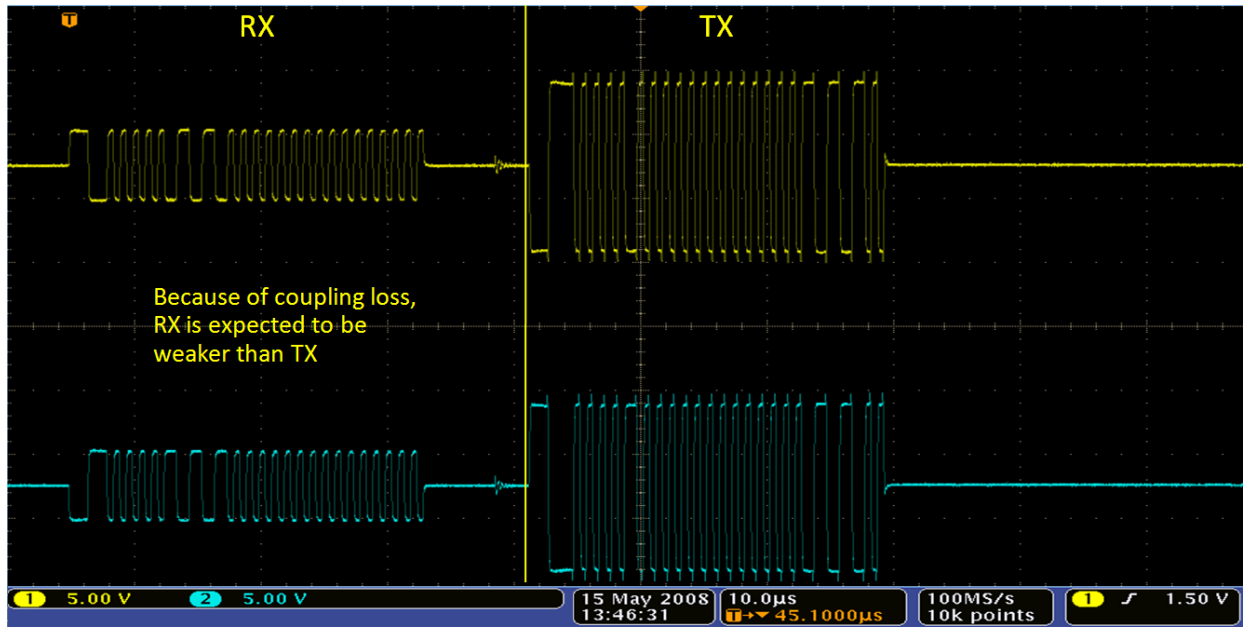 T
RX
TX
Because of coupling loss,
RX is expected to be
weaker than TX
1 5.00 V 2 5.00 V
15 May 2008
13:46:31
10.0µs
T→▼ 45.1000µs
100MS/s
10k points
1 ʃ 1.50 V